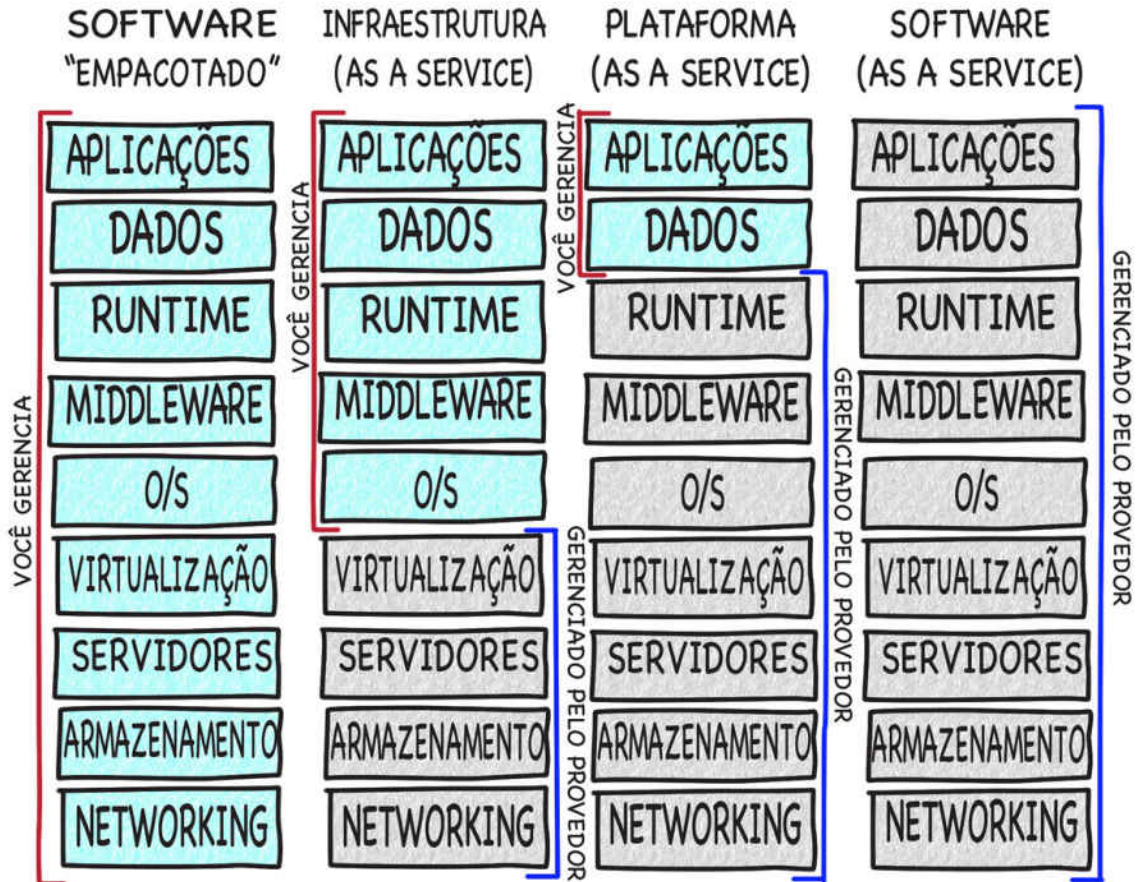 SOFTWARE
"EMPACOTADO"
VOCÊ GERENCIA
APLICAÇÕES
DADOS
RUNTIME
MIDDLEWARE
O/S
VIRTUALIZAÇÃO
SERVIDORES
ARMAZENAMENTO
NETWORKING
INFRAESTRUTURA
(AS A SERVICE)
VOCÊ GERENCIA
APLICAÇÕES
DADOS
RUNTIME
MIDDLEWARE
O/S
VIRTUALIZAÇÃO
SERVIDORES
ARMAZENAMENTO
NETWORKING
GERENCIADO PELO PROVEDOR
PLATAFORMA
(AS A SERVICE)
VOCÊ GERENCIA
APLICAÇÕES
DADOS
RUNTIME
MIDDLEWARE
O/S
VIRTUALIZAÇÃO
SERVIDORES
ARMAZENAMENTO
NETWORKING
GERENCIADO PELO PROVEDOR
SOFTWARE
(AS A SERVICE)
APLICAÇÕES
DADOS
RUNTIME
MIDDLEWARE
O/S
VIRTUALIZAÇÃO
SERVIDORES
ARMAZENAMENTO
NETWORKING
GERENCIADO PELO PROVEDOR